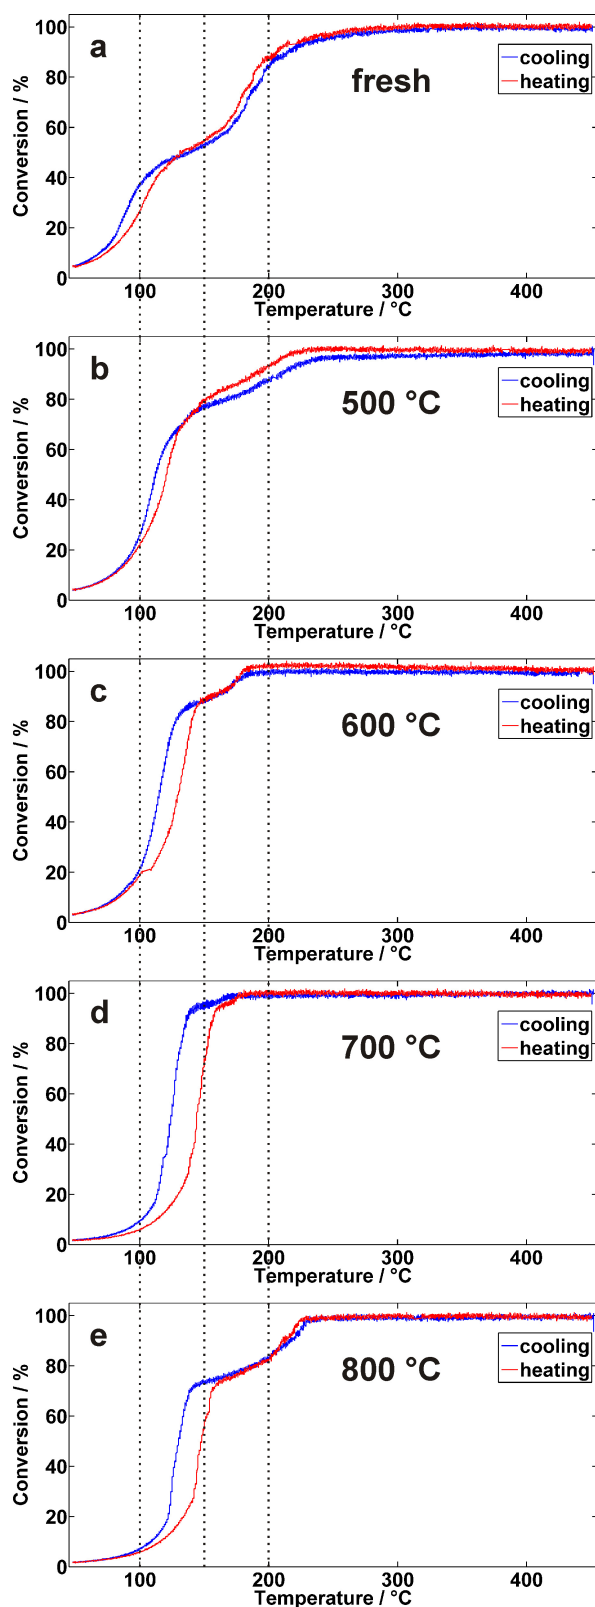 a
fresh
cooling
heating
Conversion / %
100
80
60
40
20
0
100 200 300 400
Temperature / °C
b
500 °C
cooling
heating
Conversion / %
100
80
60
40
20
0
100 200 300 400
Temperature / °C
c
600 °C
cooling
heating
Conversion / %
100
80
60
40
20
0
100 200 300 400
Temperature / °C
d
700 °C
cooling
heating
Conversion / %
100
80
60
40
20
0
100 200 300 400
Temperature / °C
e
800 °C
cooling
heating
Conversion / %
100
80
60
40
20
0
100 200 300 400
Temperature / °C